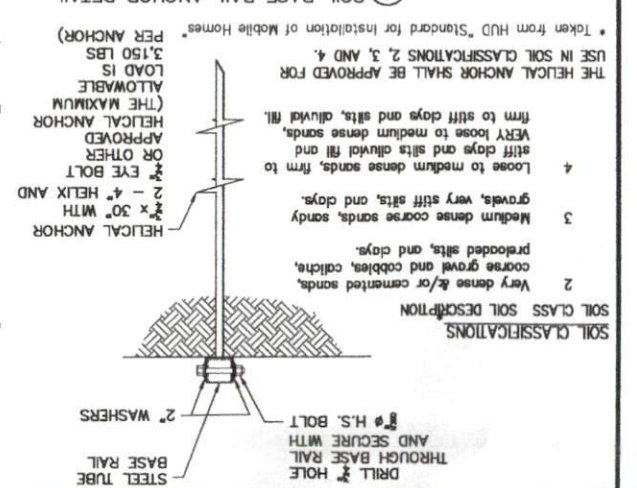 DRILL ¾" HOLE
THROUGH BASE RAIL
AND SECURE WITH
⅝"ø H.S. BOLT
STEEL TUBE
BASE RAIL
2" WASHERS
SOIL CLASSIFICATIONS
SOIL CLASS SOIL DESCRIPTION
2 Very dense &/or cemented sands,
coarse gravel and cobbles, caliche,
preloaded silts, and clays.
3 Medium dense coarse sands, sandy
gravels, very stiff silts, and clays.
4 Loose to medium dense sands, firm to
stiff clays and silts alluvial fill and
VERY loose to medium dense sands,
firm to stiff clays and silts, alluvial fill.
THE HELICAL ANCHOR SHALL BE APPROVED FOR
USE IN SOIL CLASSIFICATIONS 2, 3, AND 4.
* Taken from HUD "Standard for Installation of Mobile Homes"
HELICAL ANCHOR
¾"x 30" WITH
2 - 4" HELIX AND
EYE BOLT
OR OTHER
APPROVED
HELICAL ANCHOR
(THE MAXIMUM
ALLOWABLE
LOAD IS
3,150 LBS
PER ANCHOR)
SOIL BASE RAIL ANCHOR DETAIL